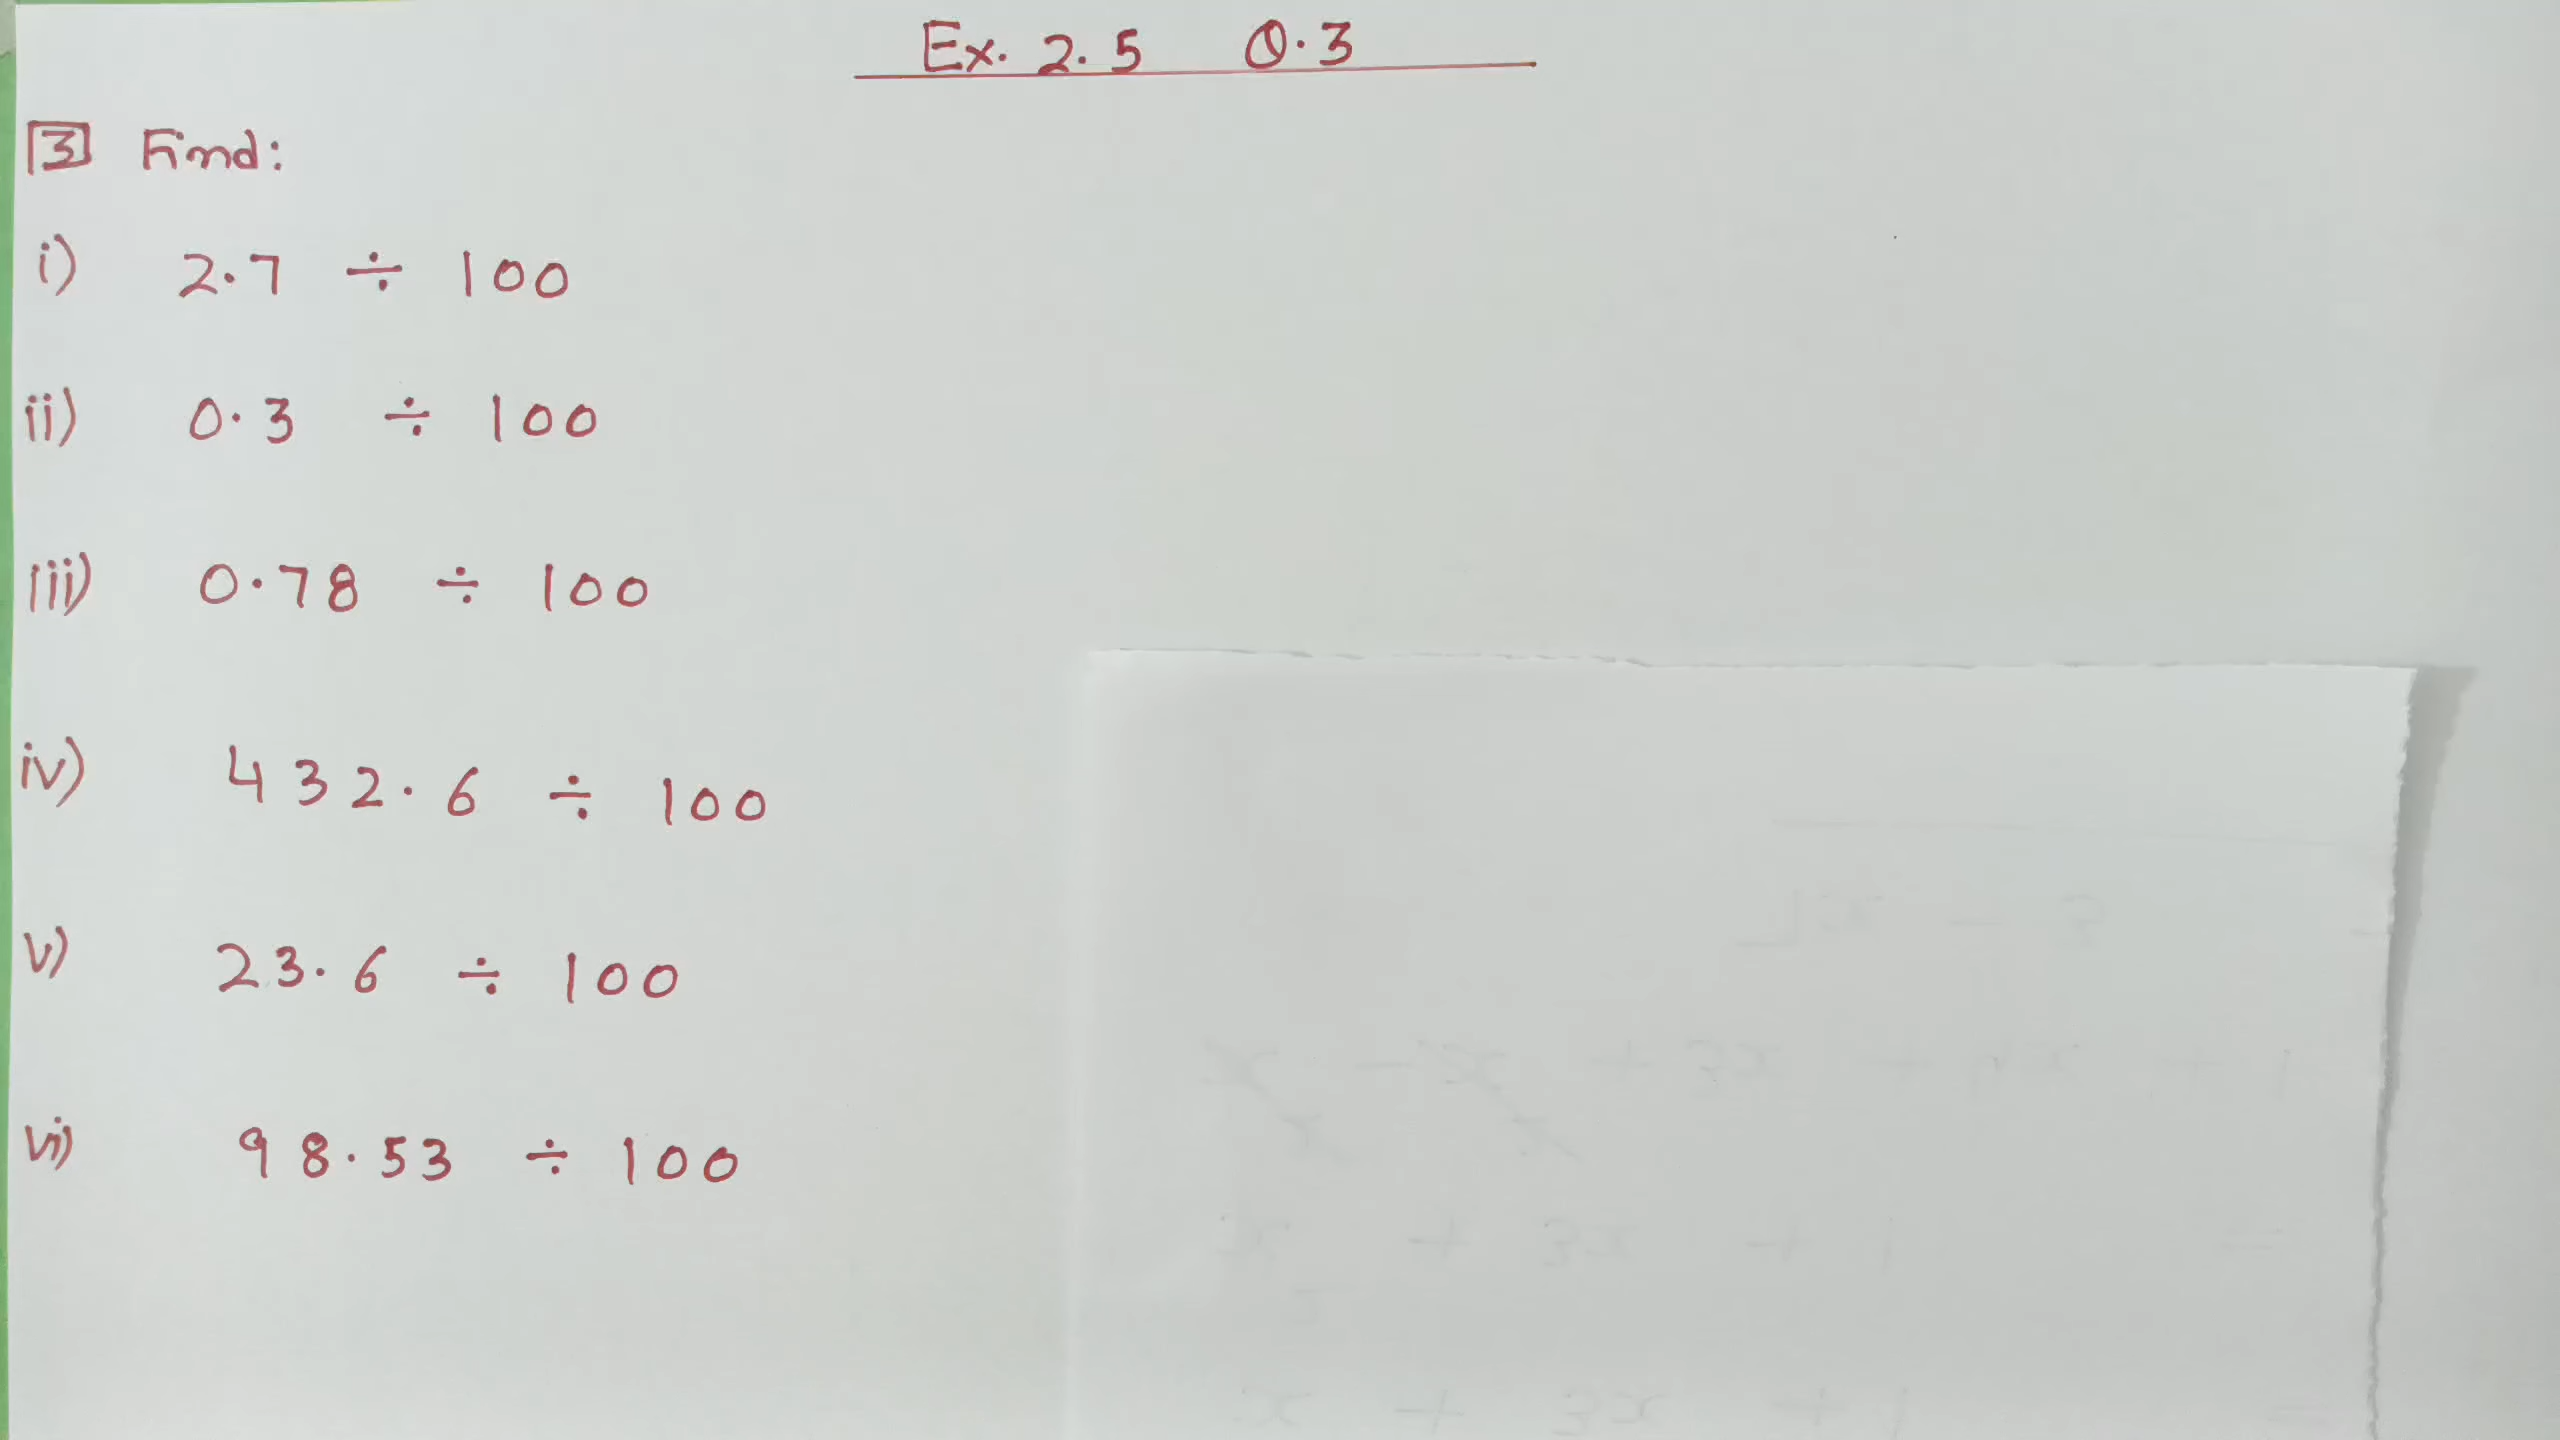 Ex. 2.5 Q.3
3 Find:
i) 2.7 ÷ 100
ii) 0.3 ÷ 100
iii) 0.78 ÷ 100
iv) 432.6 ÷ 100
v) 23.6 ÷ 100
vi) 98.53 ÷ 100